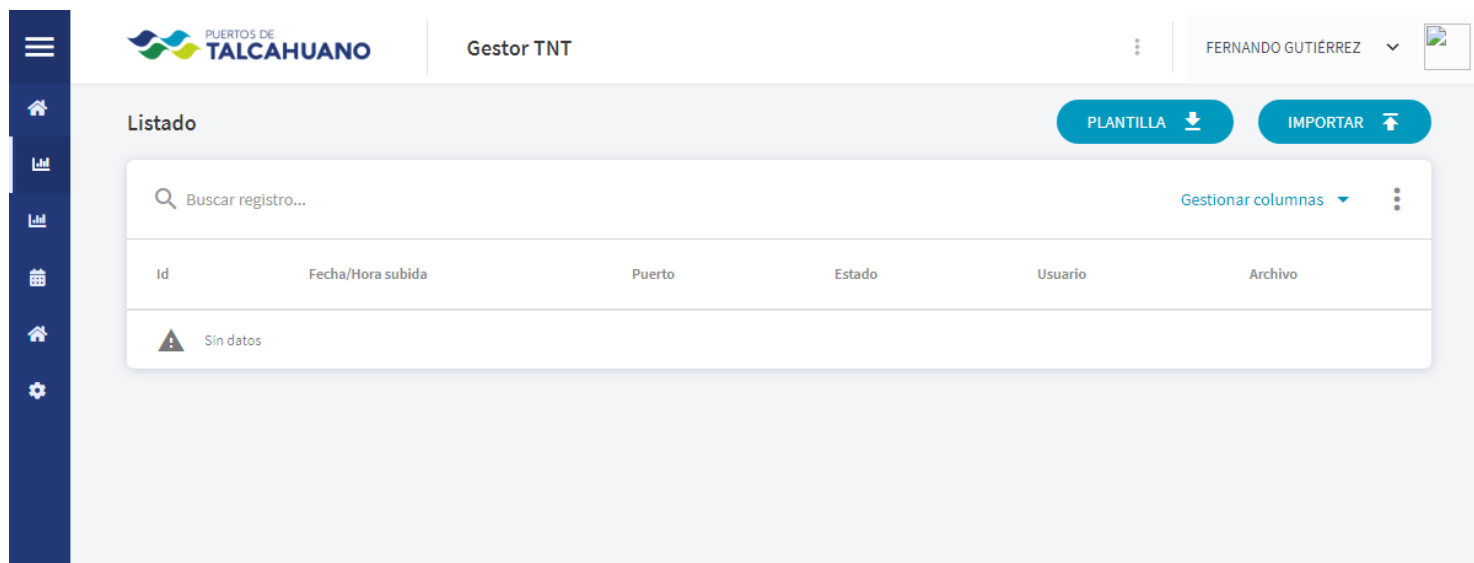 PUERTOS DE
TALCAHUANO
Gestor TNT
FERNANDO GUTIÉRREZ
Listado
PLANTILLA
IMPORTAR
Buscar registro...
Gestionar columnas
Id Fecha/Hora subida Puerto Estado Usuario Archivo
Sin datos